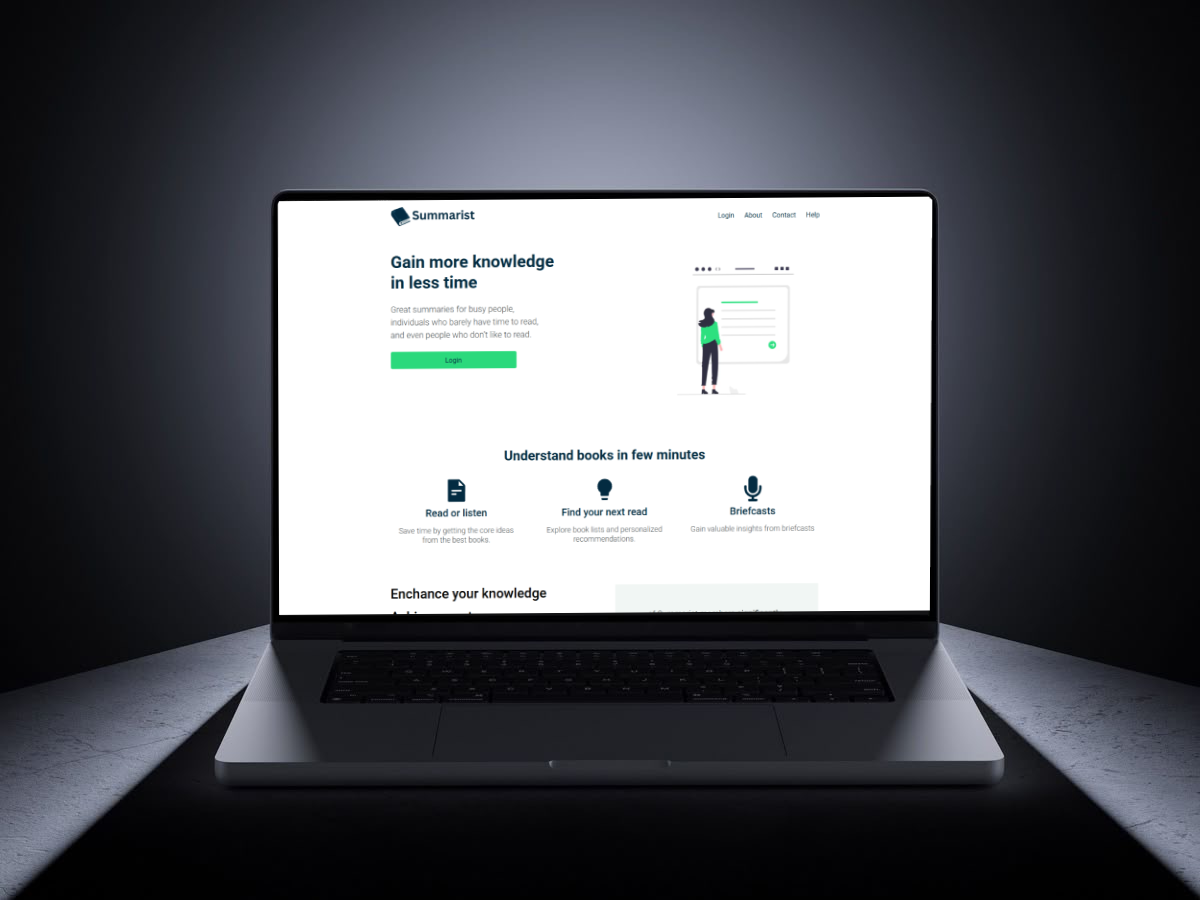 Summarist
Login About Contact Help
Gain more knowledge
in less time
Great summaries for busy people,
individuals who barely have time to read,
and even people who don't like to read.
Login
Understand books in few minutes
Read or listen
Save time by getting the core ideas
from the best books.
Find your next read
Explore book lists and personalized
recommendations.
Briefcasts
Gain valuable insights from briefcasts
Enchance your knowledge